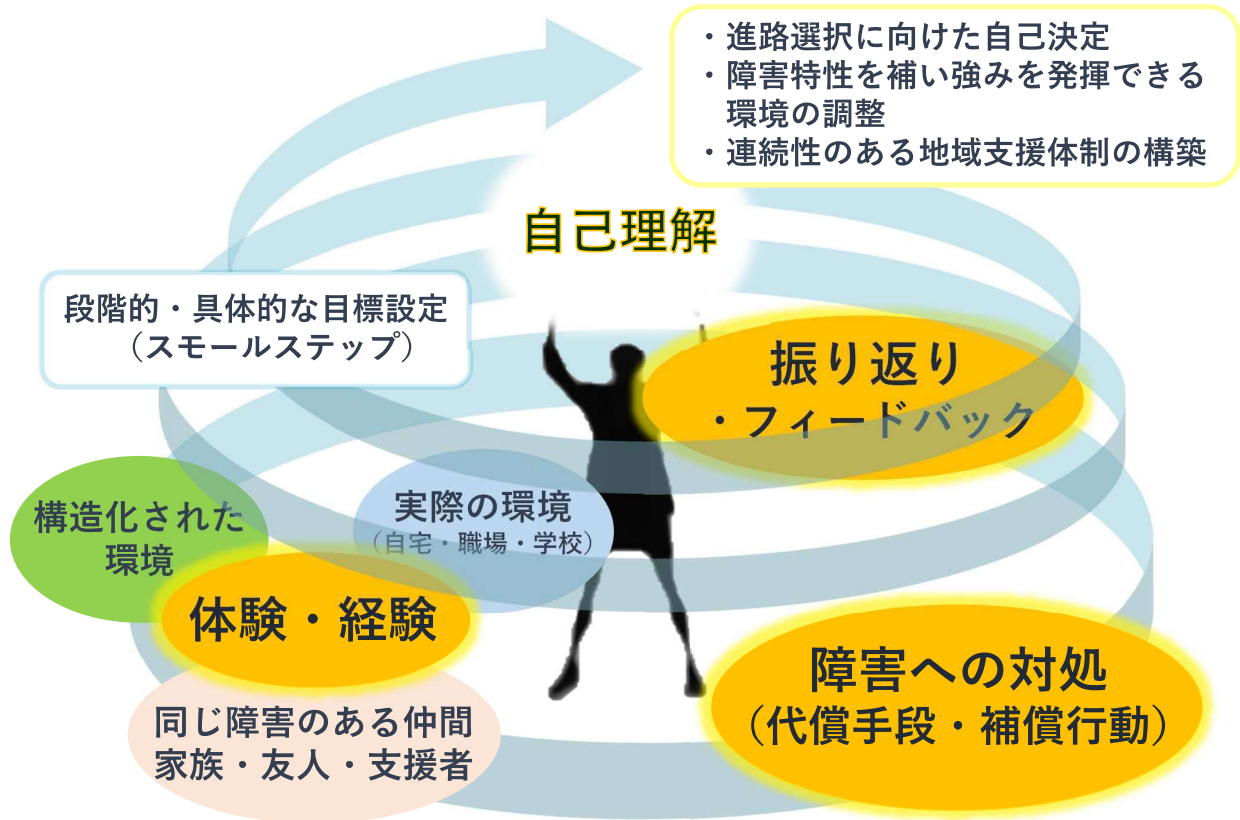 ・進路選択に向けた自己決定
・障害特性を補い強みを発揮できる
環境の調整
・連続性のある地域支援体制の構築
自己理解
段階的・具体的な目標設定
（スモールステップ）
振り返り
・フィードバック
構造化された
環境
実際の環境
（自宅・職場・学校）
体験・経験
障害への対処
（代償手段・補償行動）
同じ障害のある仲間
家族・友人・支援者